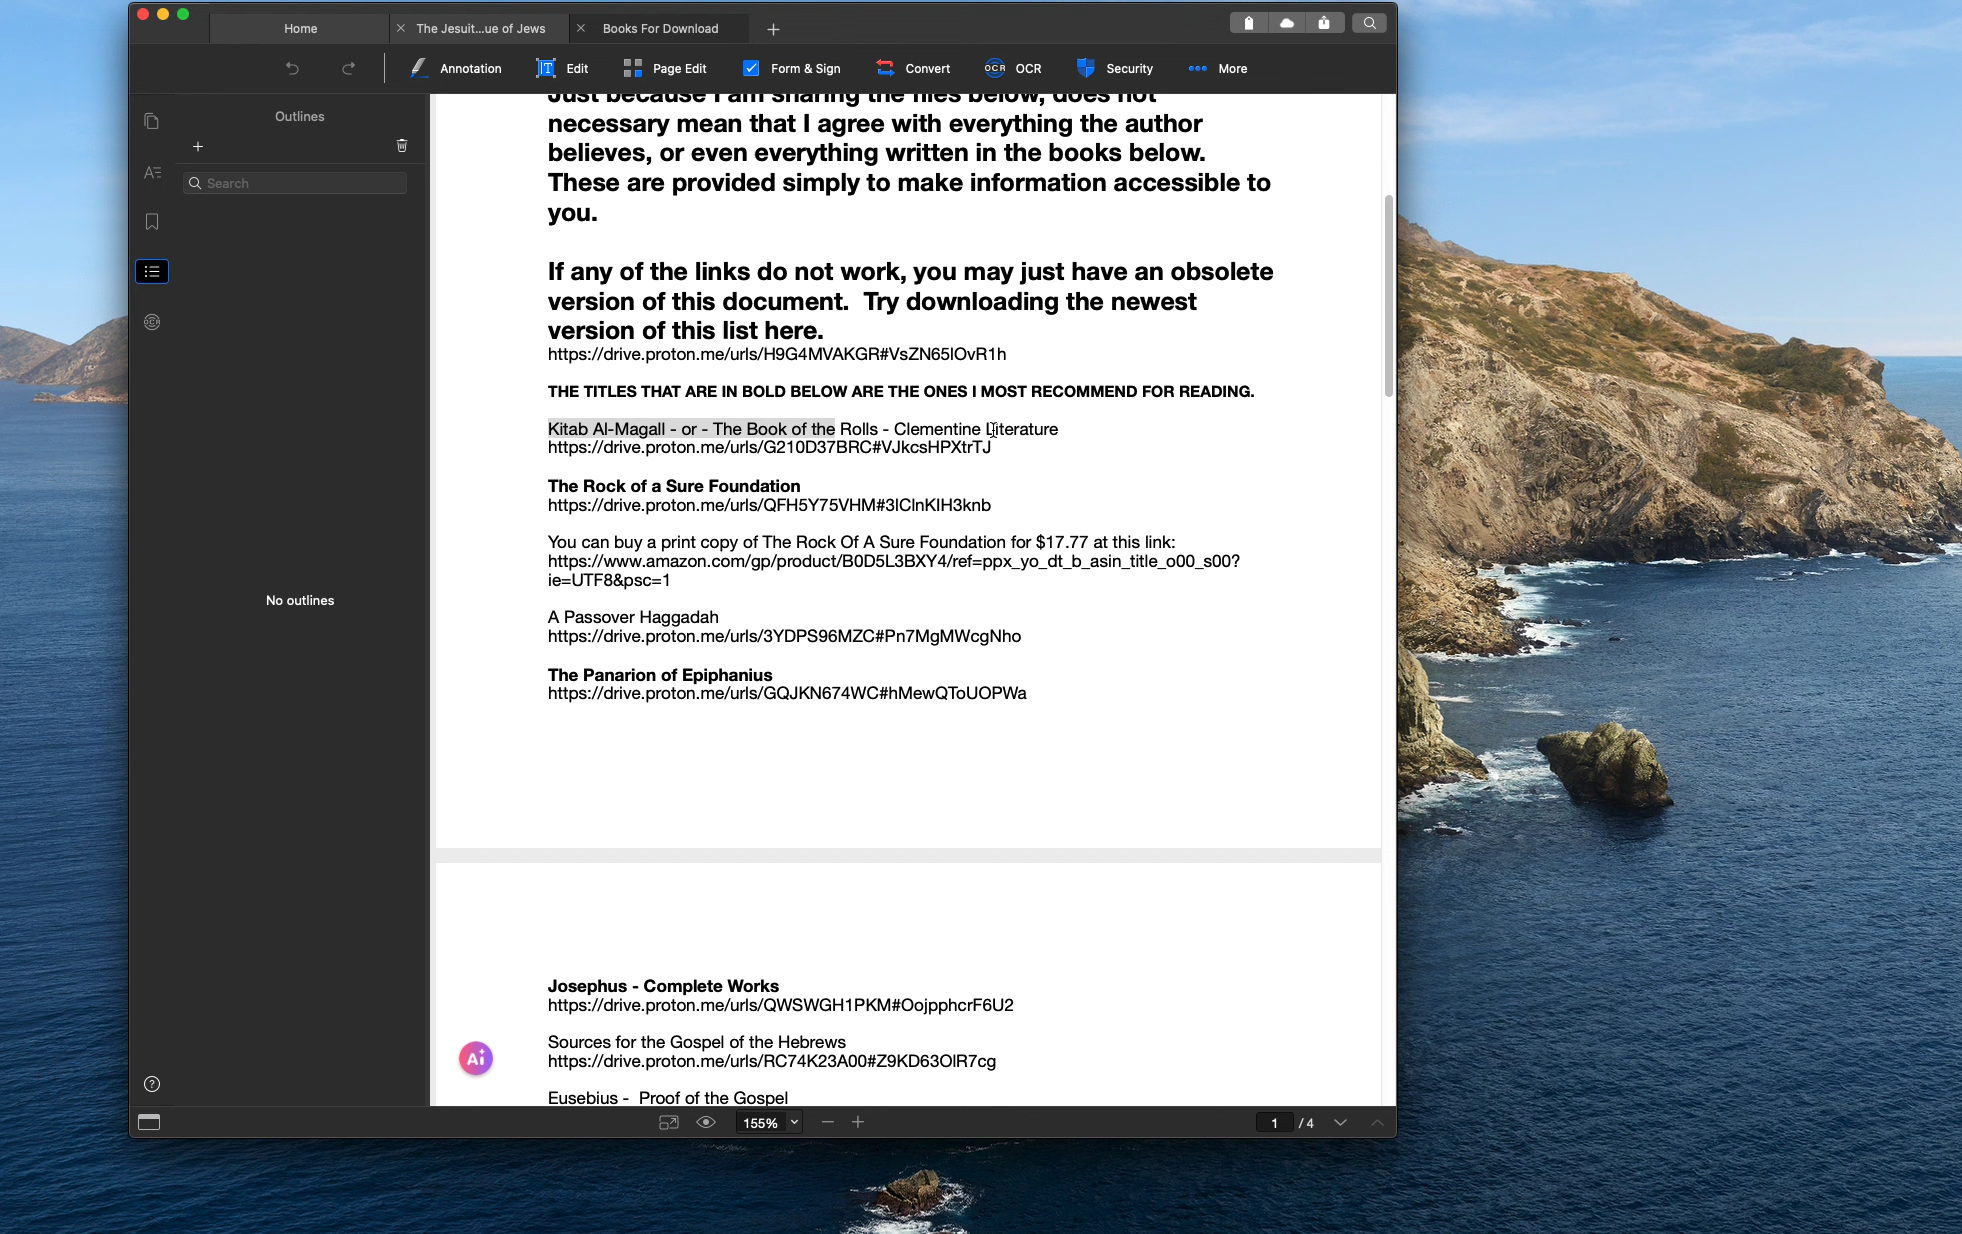 Home
The Jesuit...ue of Jews
Books For Download
Annotation
Edit
Page Edit
Form & Sign
Convert
OCR
OCR
Security
More
Outlines
Search
No outlines
Just because I am sharing the files below, does not
necessary mean that I agree with everything the author
believes, or even everything written in the books below.
These are provided simply to make information accessible to
you.
If any of the links do not work, you may just have an obsolete
version of this document.  Try downloading the newest
version of this list here.
https://drive.proton.me/urls/H9G4MVAKGR#VsZN65lOvR1h
THE TITLES THAT ARE IN BOLD BELOW ARE THE ONES I MOST RECOMMEND FOR READING.
Kitab Al-Magall - or - The Book of the Rolls - Clementine Literature
https://drive.proton.me/urls/G210D37BRC#VJkcsHPXtrTJ
The Rock of a Sure Foundation
https://drive.proton.me/urls/QFH5Y75VHM#3lClnKIH3knb
You can buy a print copy of The Rock Of A Sure Foundation for $17.77 at this link:
https://www.amazon.com/gp/product/B0D5L3BXY4/ref=ppx_yo_dt_b_asin_title_o00_s00?
ie=UTF8&psc=1
A Passover Haggadah
https://drive.proton.me/urls/3YDPS96MZC#Pn7MgMWcgNho
The Panarion of Epiphanius
https://drive.proton.me/urls/GQJKN674WC#hMewQToUOPWa
Josephus - Complete Works
https://drive.proton.me/urls/QWSWGH1PKM#OojpphcrF6U2
Sources for the Gospel of the Hebrews
https://drive.proton.me/urls/RC74K23A00#Z9KD63OlR7cg
Eusebius -  Proof of the Gospel
Ai
OCR
155%
1 / 4